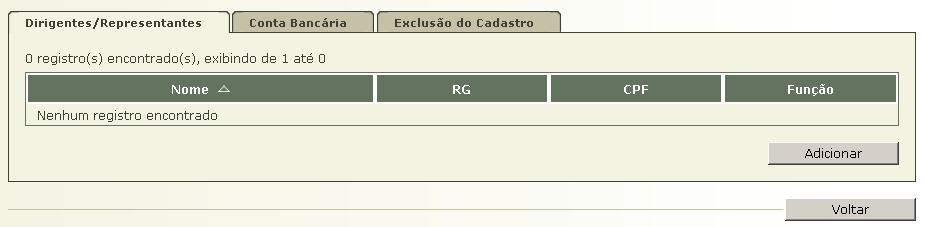 Dirigentes/Representantes Conta Bancária Exclusão do Cadastro
0 registro(s) encontrado(s), exibindo de 1 até 0
Nome RG CPF Função
Nenhum registro encontrado
Adicionar
Voltar